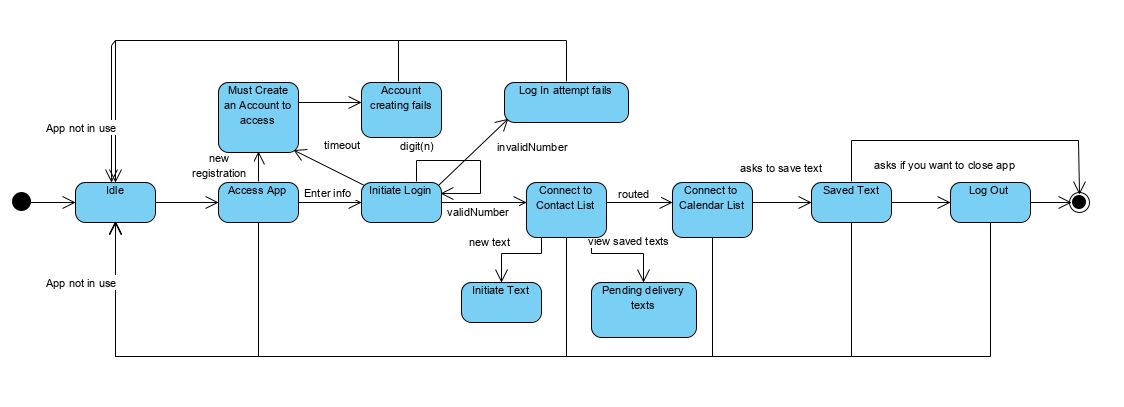 Must Create
an Account to
access
Account
creating fails
Log In attempt fails
App not in use
timeout
digit(n)
invalidNumber
new
registration
asks to save text
asks if you want to close app
Idle
Access App
Enter info
Initiate Login
validNumber
Connect to
Contact List
routed
Connect to
Calendar List
Saved Text
Log Out
new text
view saved texts
App not in use
Initiate Text
Pending delivery
texts